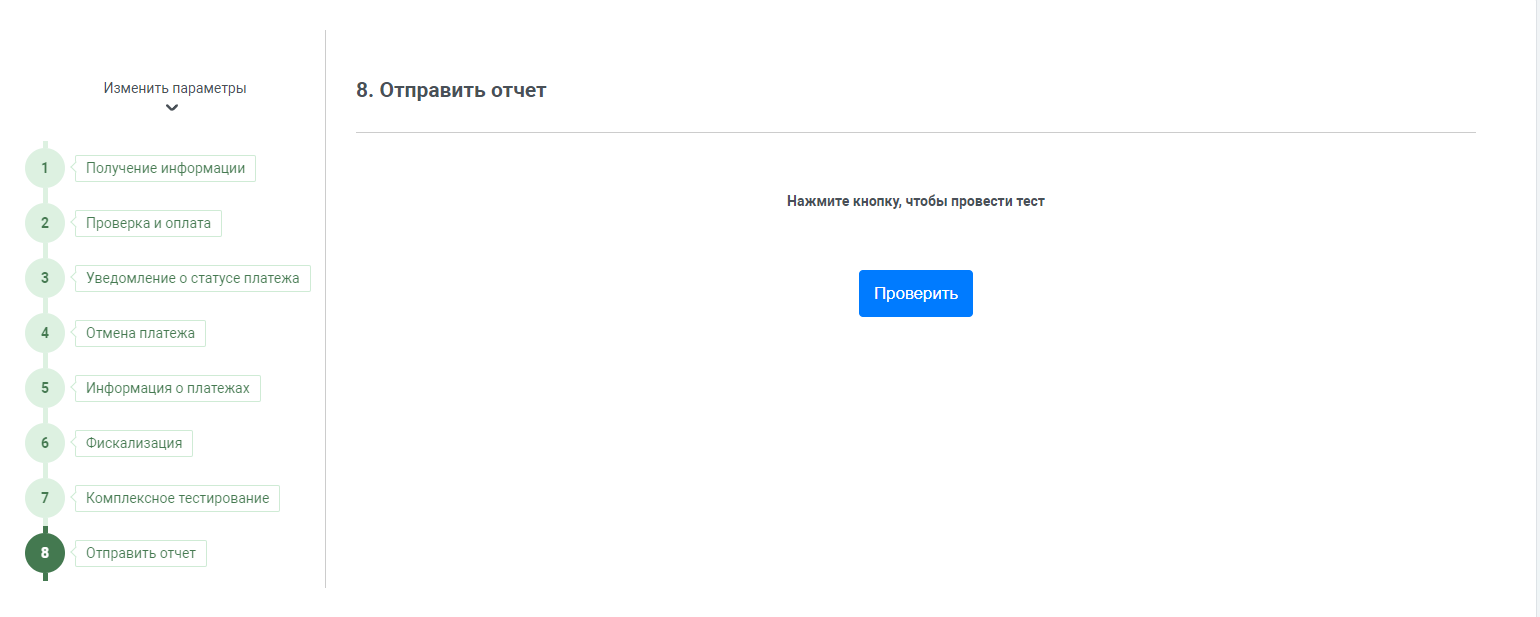 Изменить параметры
1 Получение информации
2 Проверка и оплата
3 Уведомление о статусе платежа
4 Отмена платежа
5 Информация о платежах
6 Фискализация
7 Комплексное тестирование
8 Отправить отчет
8. Отправить отчет
Нажмите кнопку, чтобы провести тест
Проверить